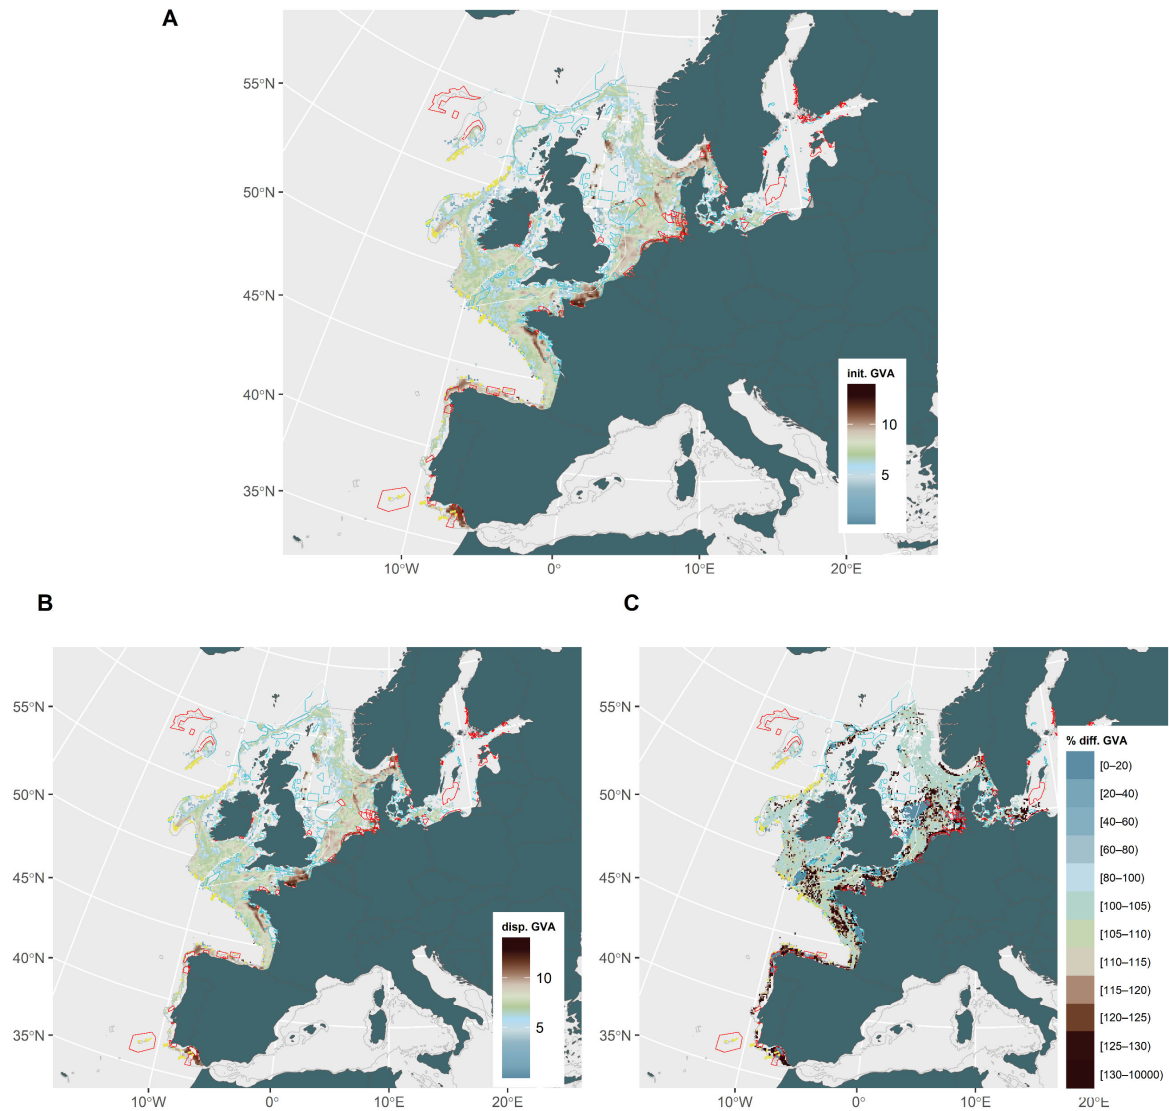 A
55°N
50°N
45°N
40°N
35°N
10°W
0°
10°E
20°E
init. GVA
10
5
B
55°N
50°N
45°N
40°N
35°N
10°W
0°
10°E
20°E
disp. GVA
10
5
C
55°N
50°N
45°N
40°N
35°N
10°W
0°
10°E
20°E
% diff. GVA
[0–20)
[20–40)
[40–60)
[60–80)
[80–100)
[100–105)
[105–110)
[110–115)
[115–120)
[120–125)
[125–130)
[130–10000)